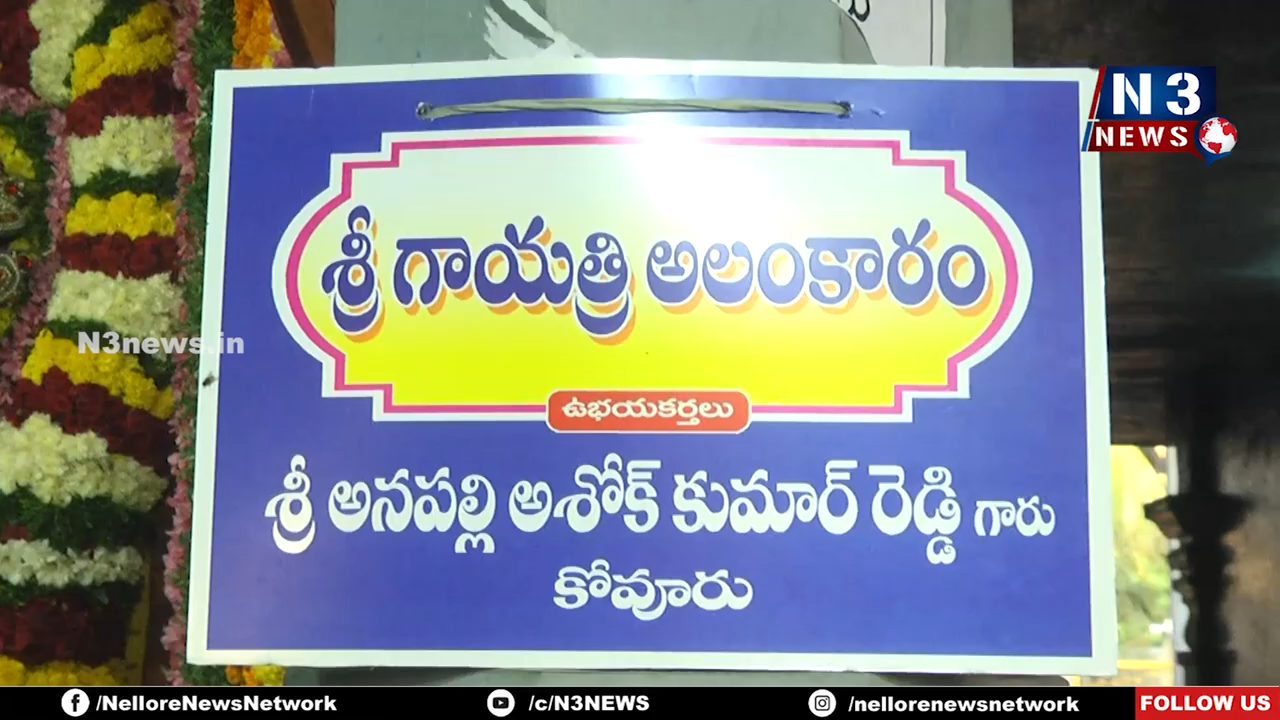 N3
NEWS
శ్రీ గాయత్రి అలంకారం
N3news.in
ఉభయకర్తలు
శ్రీ అనపల్లి అశోక్ కుమార్ రెడ్డి గారు
కోవూరు
/NelloreNewsNetwork
/c/N3NEWS
/nellorenewsnetwork
FOLLOW US